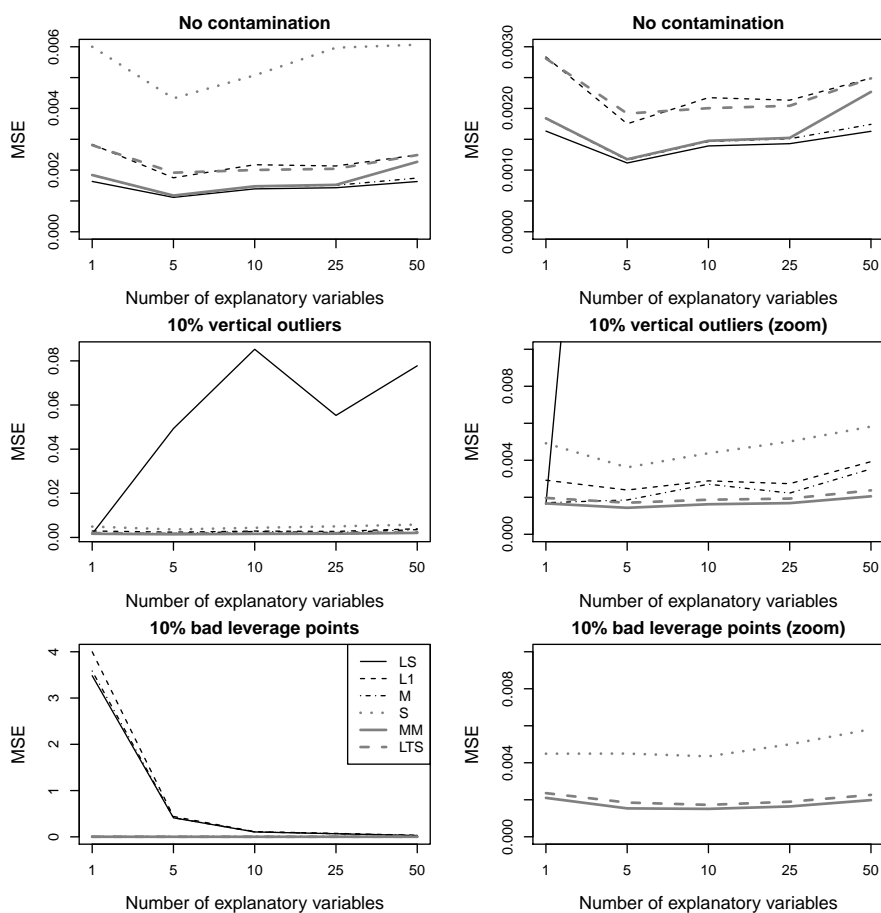 No contamination
MSE
0.000 0.002 0.004 0.006
1 5 10 25 50
Number of explanatory variables
No contamination
MSE
0.0000 0.0010 0.0020 0.0030
1 5 10 25 50
Number of explanatory variables
10% vertical outliers
MSE
0.00 0.02 0.04 0.06 0.08
1 5 10 25 50
Number of explanatory variables
10% vertical outliers (zoom)
MSE
0.000 0.004 0.008
1 5 10 25 50
Number of explanatory variables
10% bad leverage points
MSE
0 1 2 3 4
LS
L1
M
S
MM
LTS
1 5 10 25 50
Number of explanatory variables
10% bad leverage points (zoom)
MSE
0.000 0.004 0.008
1 5 10 25 50
Number of explanatory variables